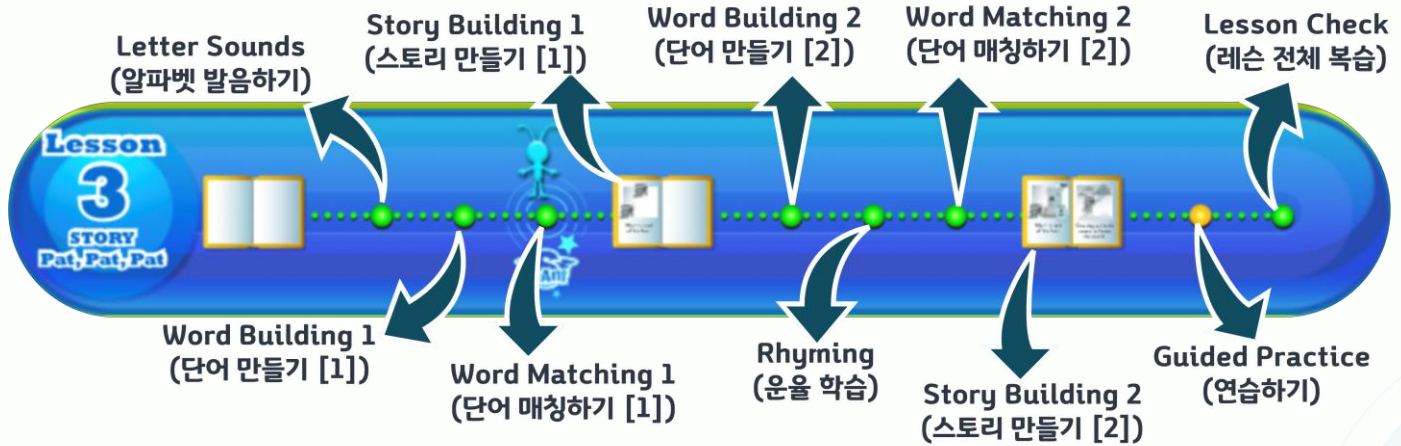 Letter Sounds
(알파벳 발음하기)
Story Building 1
(스토리 만들기 [1])
Word Building 2
(단어 만들기 [2])
Word Matching 2
(단어 매칭하기 [2])
Lesson Check
(레슨 전체 복습)
Lesson
3
STORY
Pat, Pat, Pat
Word Building 1
(단어 만들기 [1])
Word Matching 1
(단어 매칭하기 [1])
Rhyming
(운율 학습)
Story Building 2
(스토리 만들기 [2])
Guided Practice
(연습하기)